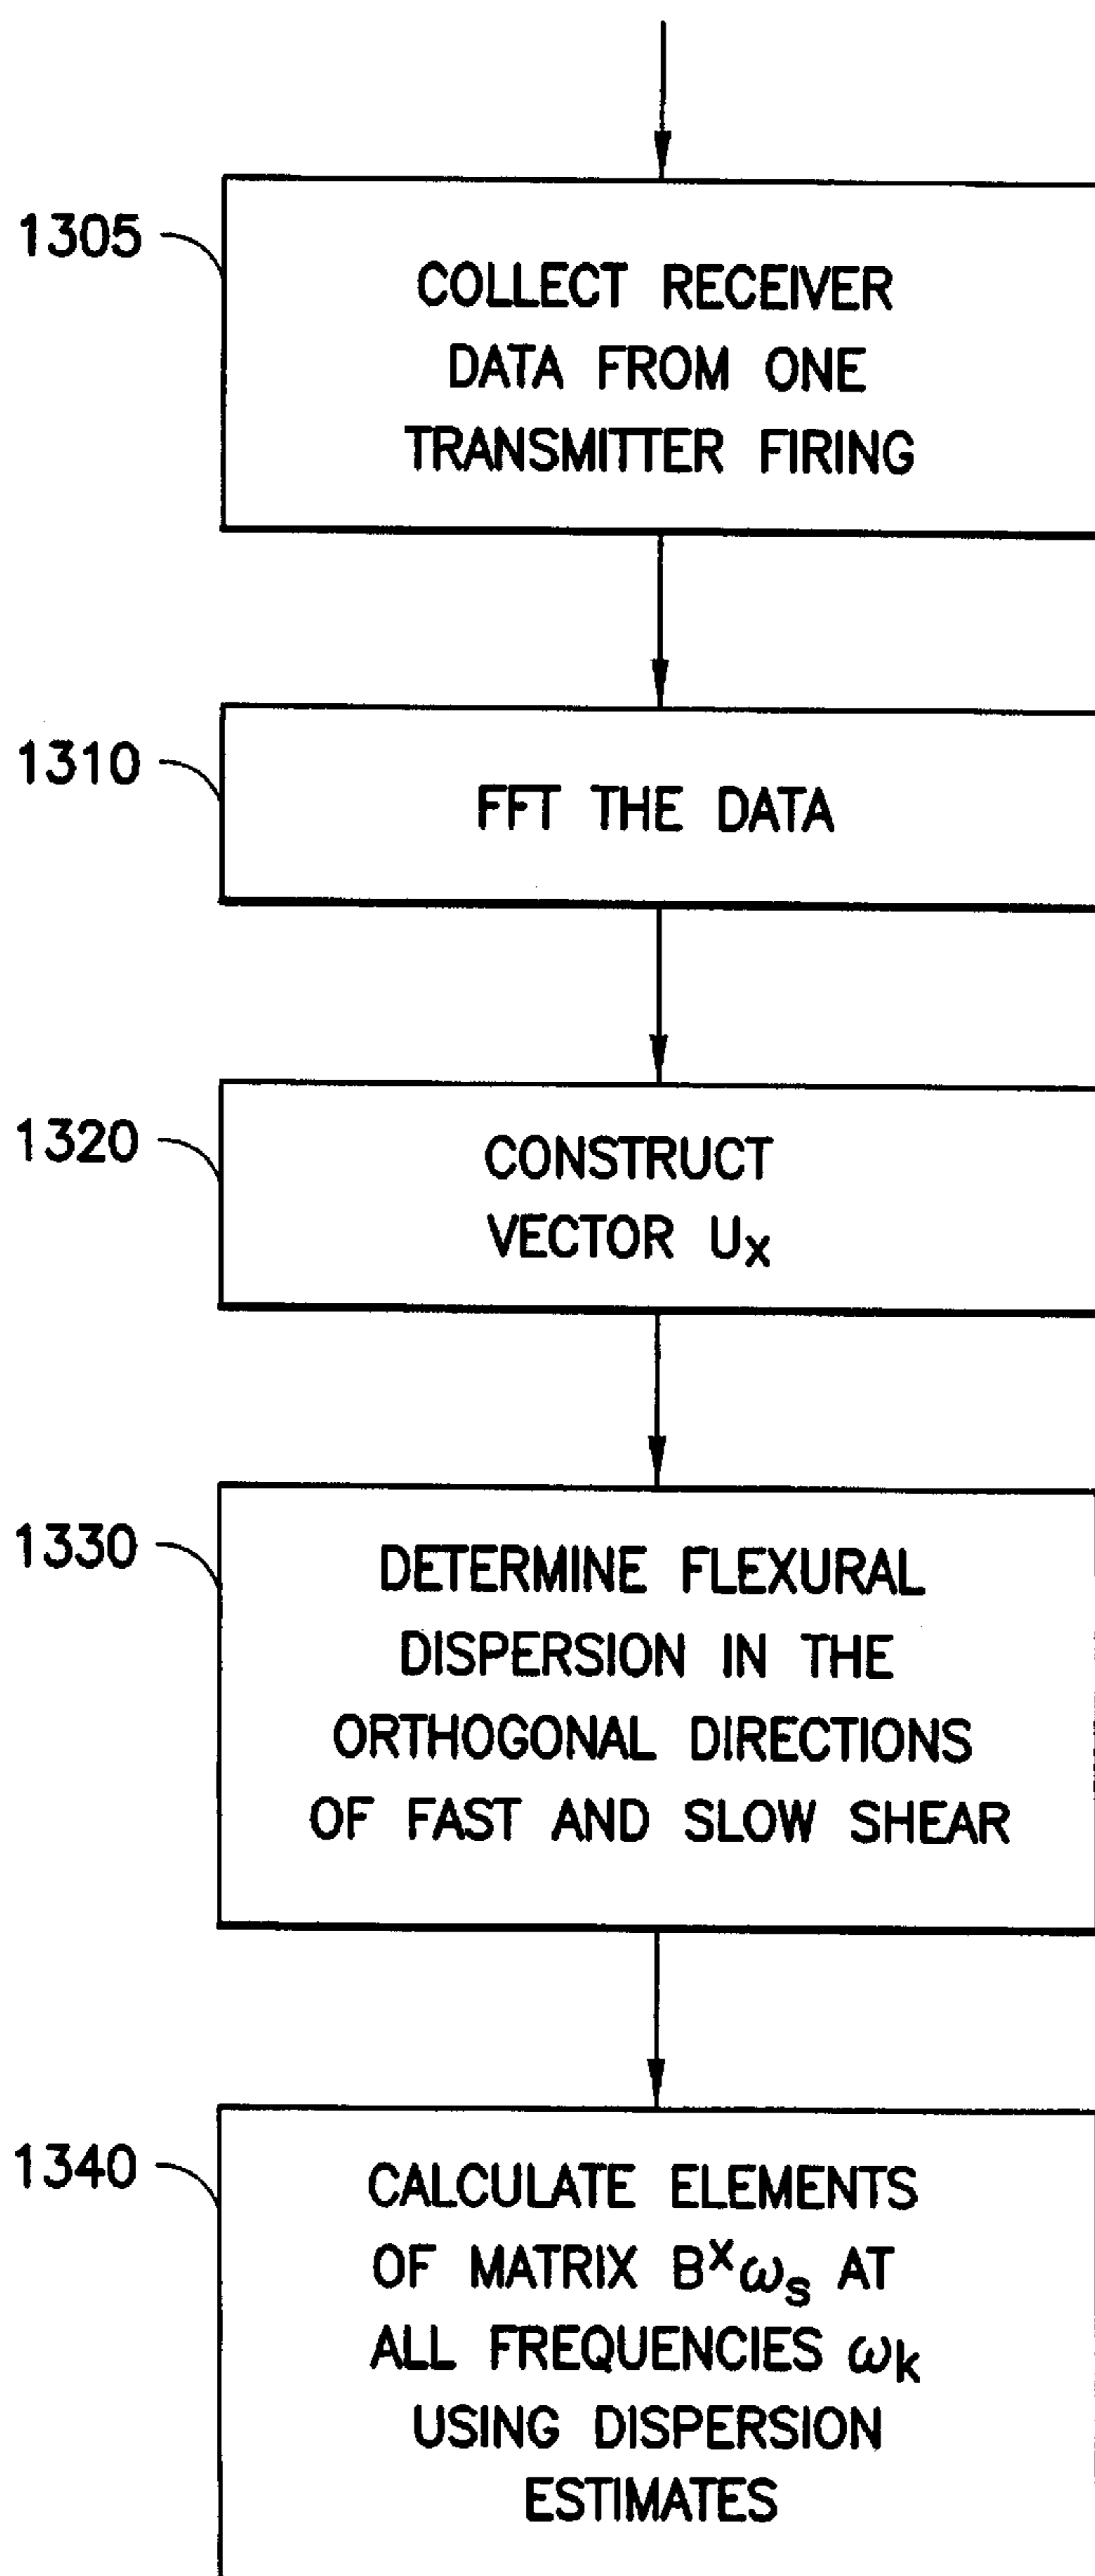 1305
COLLECT RECEIVER
DATA FROM ONE
TRANSMITTER FIRING
1310
FFT THE DATA
1320
CONSTRUCT
VECTOR Uₓ
1330
DETERMINE FLEXURAL
DISPERSION IN THE
ORTHOGONAL DIRECTIONS
OF FAST AND SLOW SHEAR
1340
CALCULATE ELEMENTS
OF MATRIX Bˣωₛ AT
ALL FREQUENCIES ωₖ
USING DISPERSION
ESTIMATES